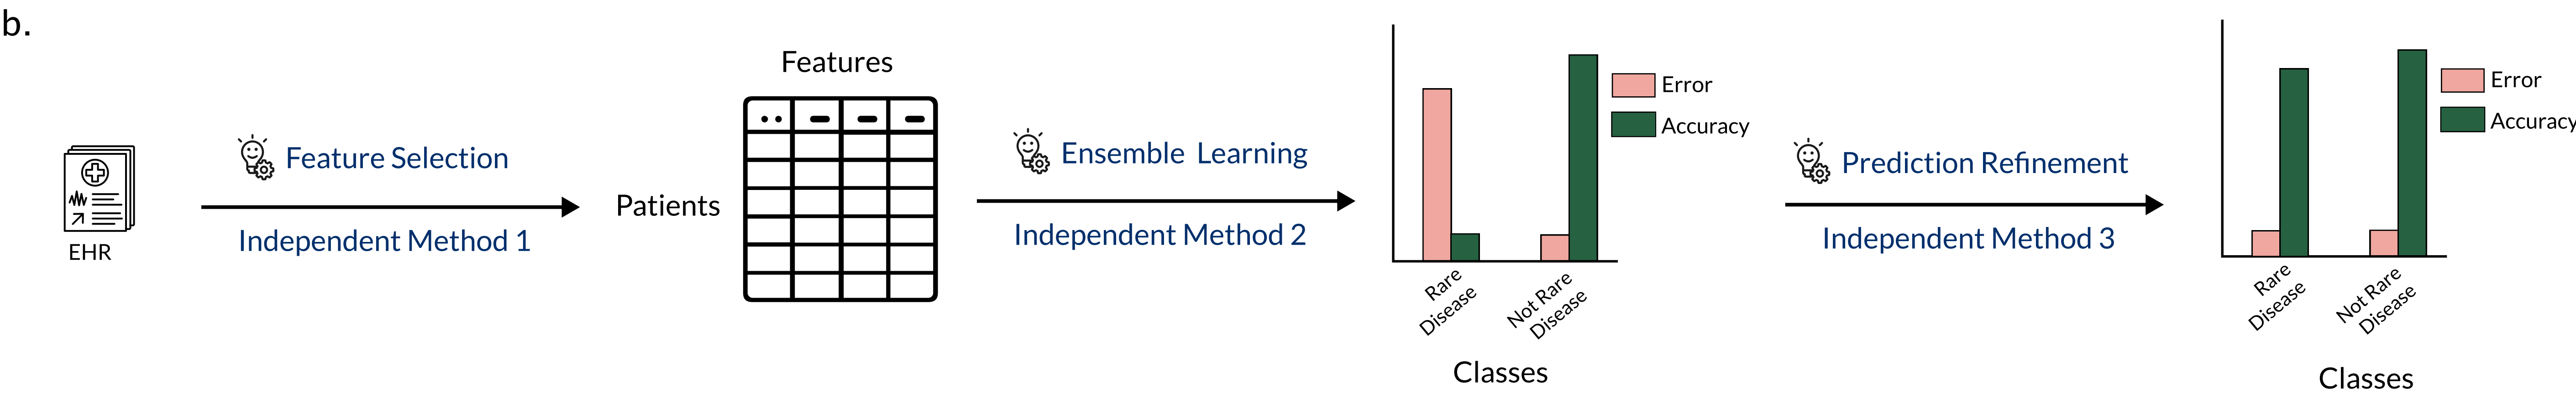 b.
EHR
Feature Selection
Independent Method 1
Features
Patients
Ensemble Learning
Independent Method 2
Error
Accuracy
Rare
Disease
Not Rare
Disease
Classes
Prediction Refinement
Independent Method 3
Error
Accuracy
Rare
Disease
Not Rare
Disease
Classes